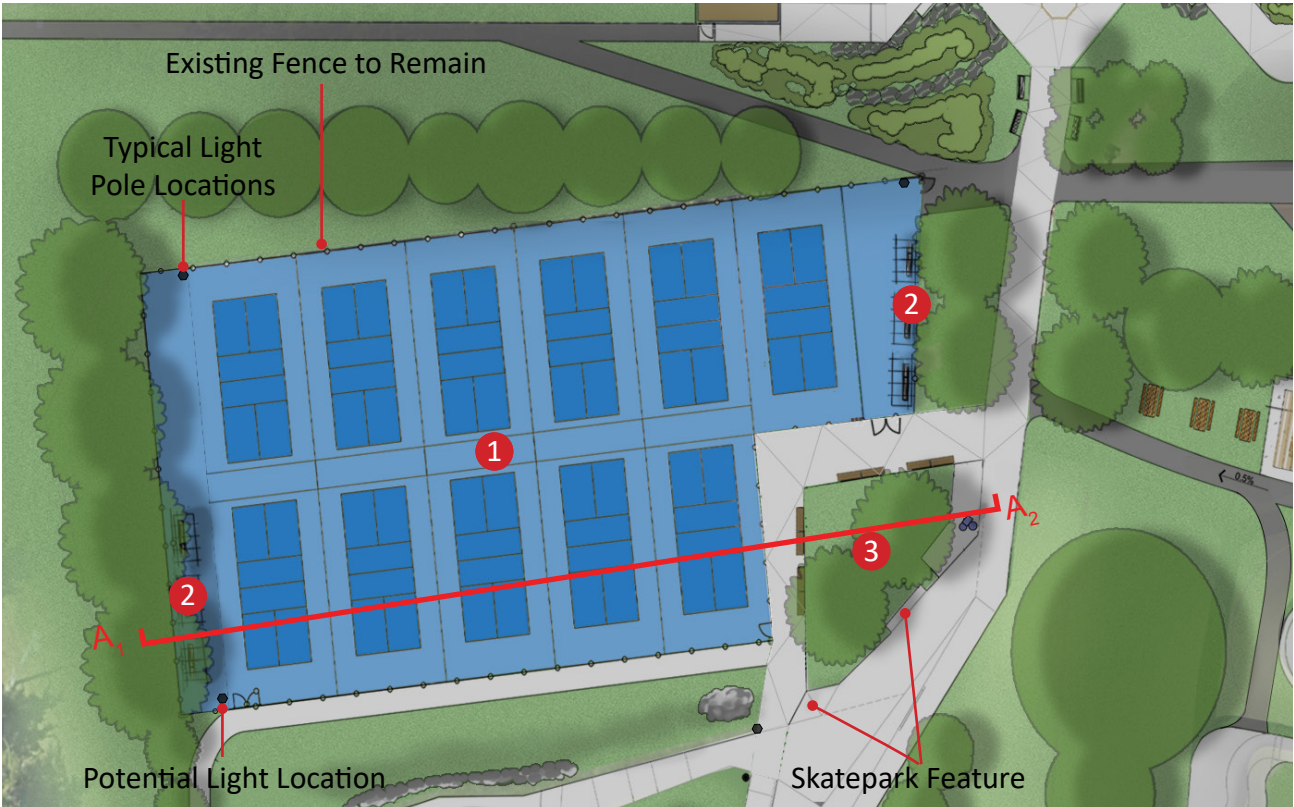 Existing Fence to Remain
Typical Light
Pole Locations
2
1
0.5%
A2
3
2
A1
Potential Light Location
Skatepark Feature